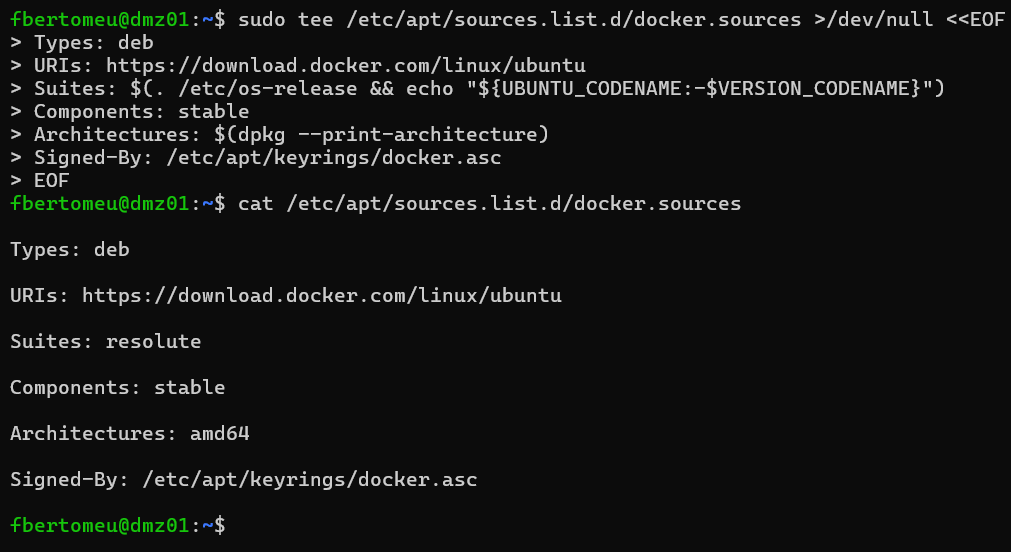 fbertomeu@dmz01:~$ sudo tee /etc/apt/sources.list.d/docker.sources >/dev/null <<EOF
> Types: deb
> URIs: https://download.docker.com/linux/ubuntu
> Suites: $(. /etc/os-release && echo "${UBUNTU_CODENAME:-$VERSION_CODENAME}")
> Components: stable
> Architectures: $(dpkg --print-architecture)
> Signed-By: /etc/apt/keyrings/docker.asc
> EOF
fbertomeu@dmz01:~$ cat /etc/apt/sources.list.d/docker.sources
Types: deb
URIs: https://download.docker.com/linux/ubuntu
Suites: resolute
Components: stable
Architectures: amd64
Signed-By: /etc/apt/keyrings/docker.asc
fbertomeu@dmz01:~$